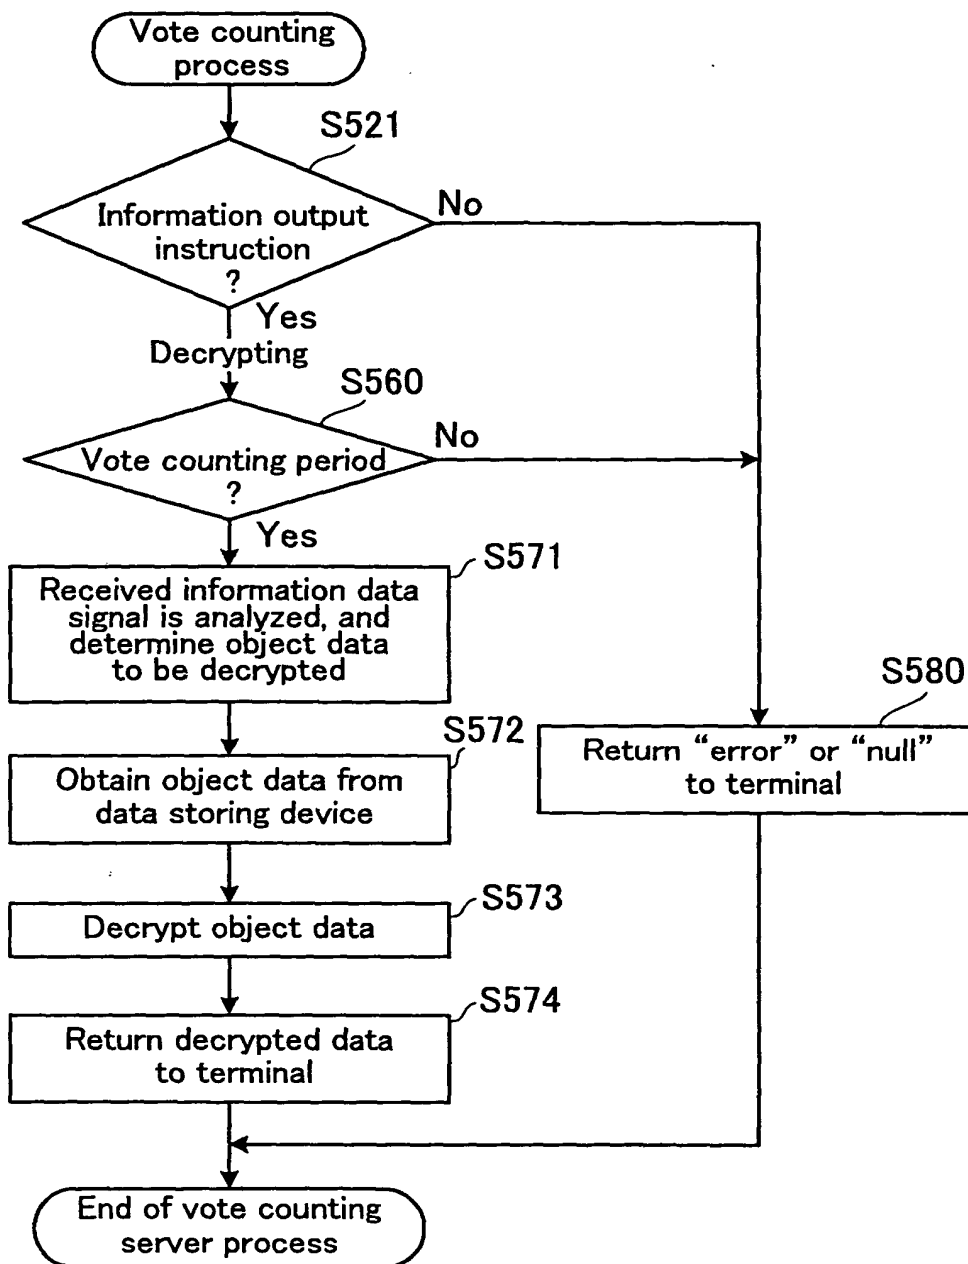 Vote counting
process
S521
Information output
instruction
?
No
Yes
Decrypting
S560
Vote counting period
?
No
Yes
S571
Received information data
signal is analyzed, and
determine object data
to be decrypted
S572
Obtain object data from
data storing device
S580
Return “error” or “null”
to terminal
S573
Decrypt object data
S574
Return decrypted data
to terminal
End of vote counting
server process